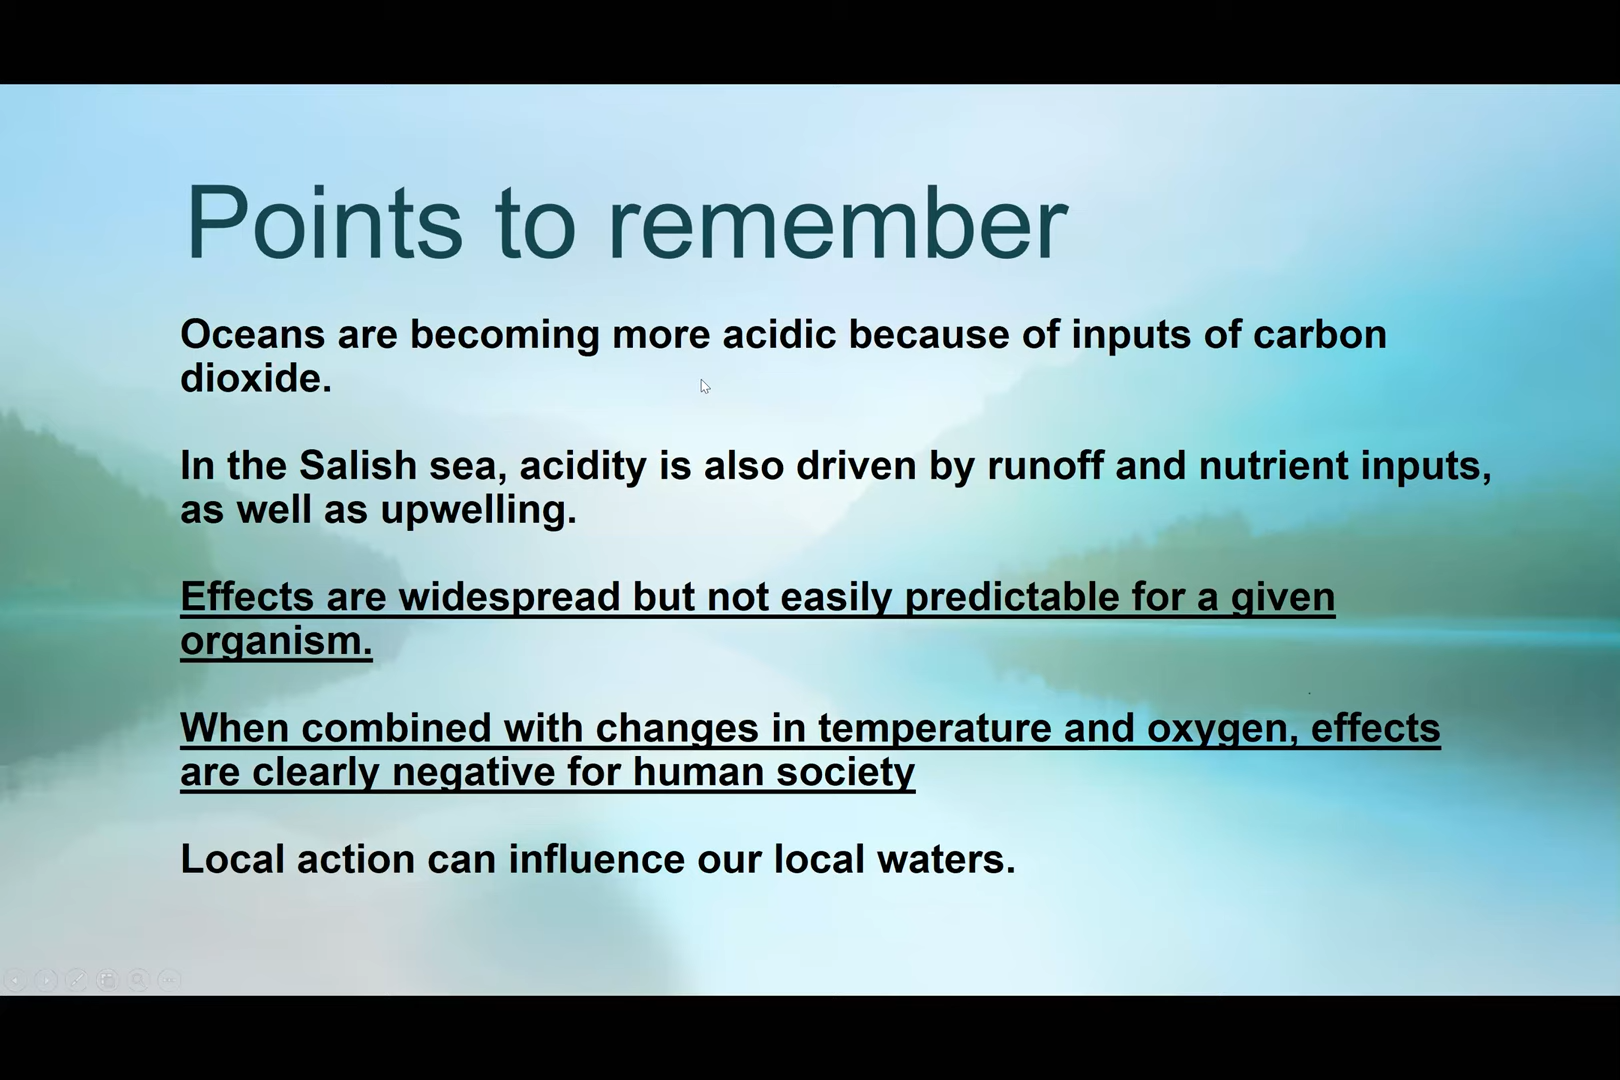 Points to remember
Oceans are becoming more acidic because of inputs of carbon
dioxide.
In the Salish sea, acidity is also driven by runoff and nutrient inputs,
as well as upwelling.
Effects are widespread but not easily predictable for a given
organism.
When combined with changes in temperature and oxygen, effects
are clearly negative for human society
Local action can influence our local waters.